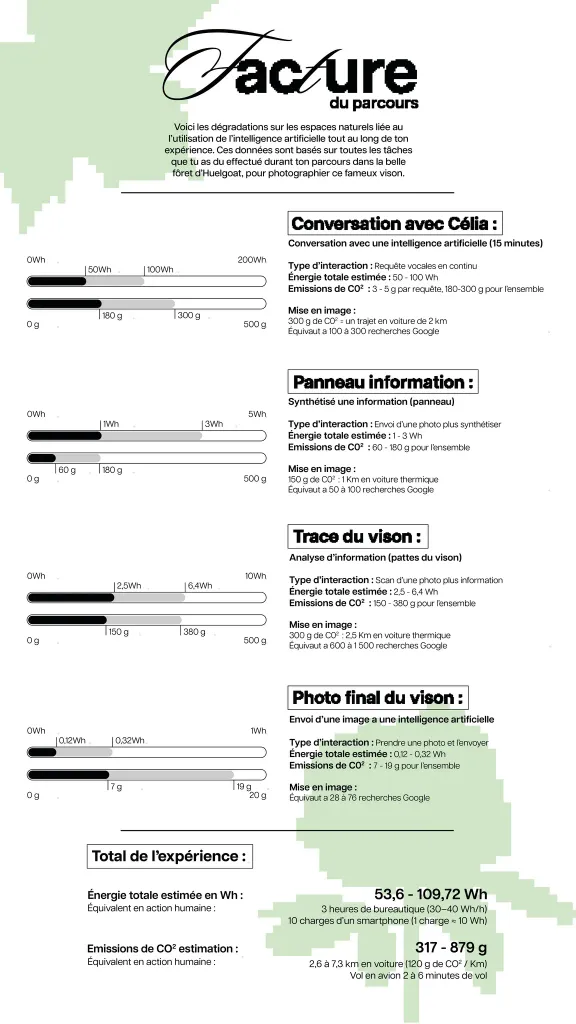 Facture
du parcours
Voici les dégradations sur les espaces naturels liée au
l'utilisation de l'intelligence artificielle tout au long de ton
expérience. Ces données sont basés sur toutes les tâches
que tu as du effectué durant ton parcours dans la belle
fôret d'Huelgoat, pour photographier ce fameux vison.
Conversation avec Célia :
Conversation avec une intelligence artificielle (15 minutes)
0Wh 200Wh
50Wh 100Wh
180 g 300 g
0 g 500 g
Type d'interaction : Requête vocales en continu
Énergie totale estimée : 50 - 100 Wh
Emissions de C0² : 3 - 5 g par requête, 180-300 g pour l'ensemble
Mise en image :
300 g de C0² = un trajet en voiture de 2 km
Équivaut a 100 à 300 recherches Google
Panneau information :
Synthétisé une information (panneau)
0Wh 5Wh
1Wh 3Wh
60 g 180 g
0 g 500 g
Type d'interaction : Envoi d'une photo plus synthétiser
Énergie totale estimée : 1 - 3 Wh
Emissions de C0² : 60 - 180 g pour l'ensemble
Mise en image :
150 g de C0² : 1 Km en voiture thermique
Équivaut a 50 à 100 recherches Google
Trace du vison :
Analyse d'information (pattes du vison)
0Wh 10Wh
2,5Wh 6,4Wh
150 g 380 g
0 g 500 g
Type d'interaction : Scan d'une photo plus information
Énergie totale estimée : 2,5 - 6,4 Wh
Emissions de C0² : 150 - 380 g pour l'ensemble
Mise en image :
300 g de C0² : 2,5 Km en voiture thermique
Équivaut a 600 à 1 500 recherches Google
Photo final du vison :
Envoi d'une image a une intelligence artificielle
0Wh 1Wh
0,12Wh 0,32Wh
7 g 19 g
0 g 20 g
Type d'interaction : Prendre une photo et l'envoyer
Énergie totale estimée : 0,12 - 0,32 Wh
Emissions de C0² : 7 - 19 g pour l'ensemble
Mise en image :
Équivaut a 28 à 76 recherches Google
Total de l'expérience :
Énergie totale estimée en Wh : 53,6 - 109,72 Wh
Équivalent en action humaine : 3 heures de bureautique (30–40 Wh/h)
10 charges d'un smartphone (1 charge ≈ 10 Wh)
Emissions de CO² estimation : 317 - 879 g
Équivalent en action humaine : 2,6 à 7,3 km en voiture (120 g de CO² / Km)
Vol en avion 2 à 6 minutes de vol